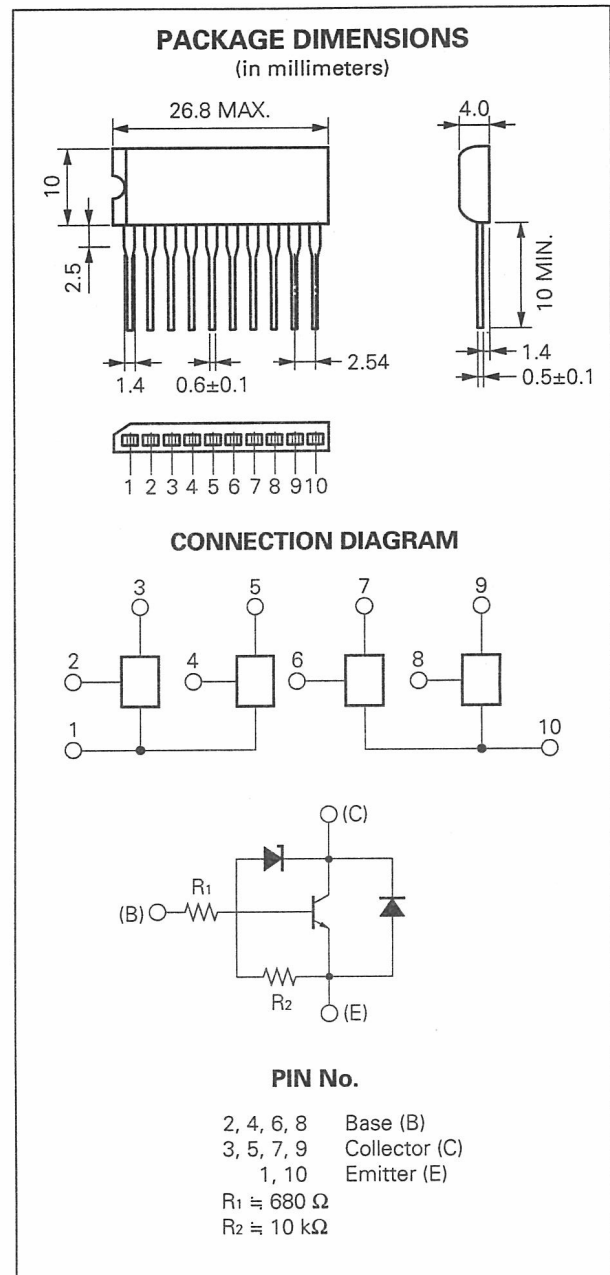 PACKAGE DIMENSIONS
(in millimeters)
26.8 MAX.
4.0
10
2.5
10 MIN.
1.4
0.6±0.1
2.54
1.4
0.5±0.1
1 2 3 4 5 6 7 8 9 10
CONNECTION DIAGRAM
3 5 7 9
2 4 6 8
1 10
(C)
R1
(B)
R2
(E)
PIN No.
2, 4, 6, 8 Base (B)
3, 5, 7, 9 Collector (C)
1, 10 Emitter (E)
R1 ≒ 680 Ω
R2 ≒ 10 kΩ